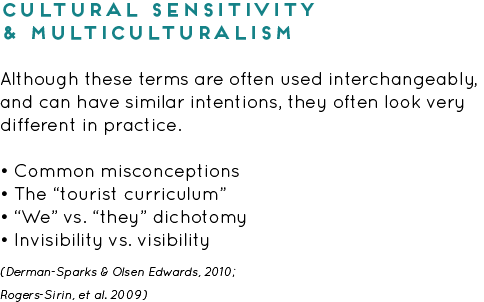 CULTURAL SENSITIVITY
& MULTICULTURALISM
Although these terms are often used interchangeably,
and can have similar intentions, they often look very
different in practice.
• Common misconceptions
• The “tourist curriculum”
• “We” vs. “they” dichotomy
• Invisibility vs. visibility
(Derman-Sparks & Olsen Edwards, 2010;
Rogers-Sirin, et al. 2009)